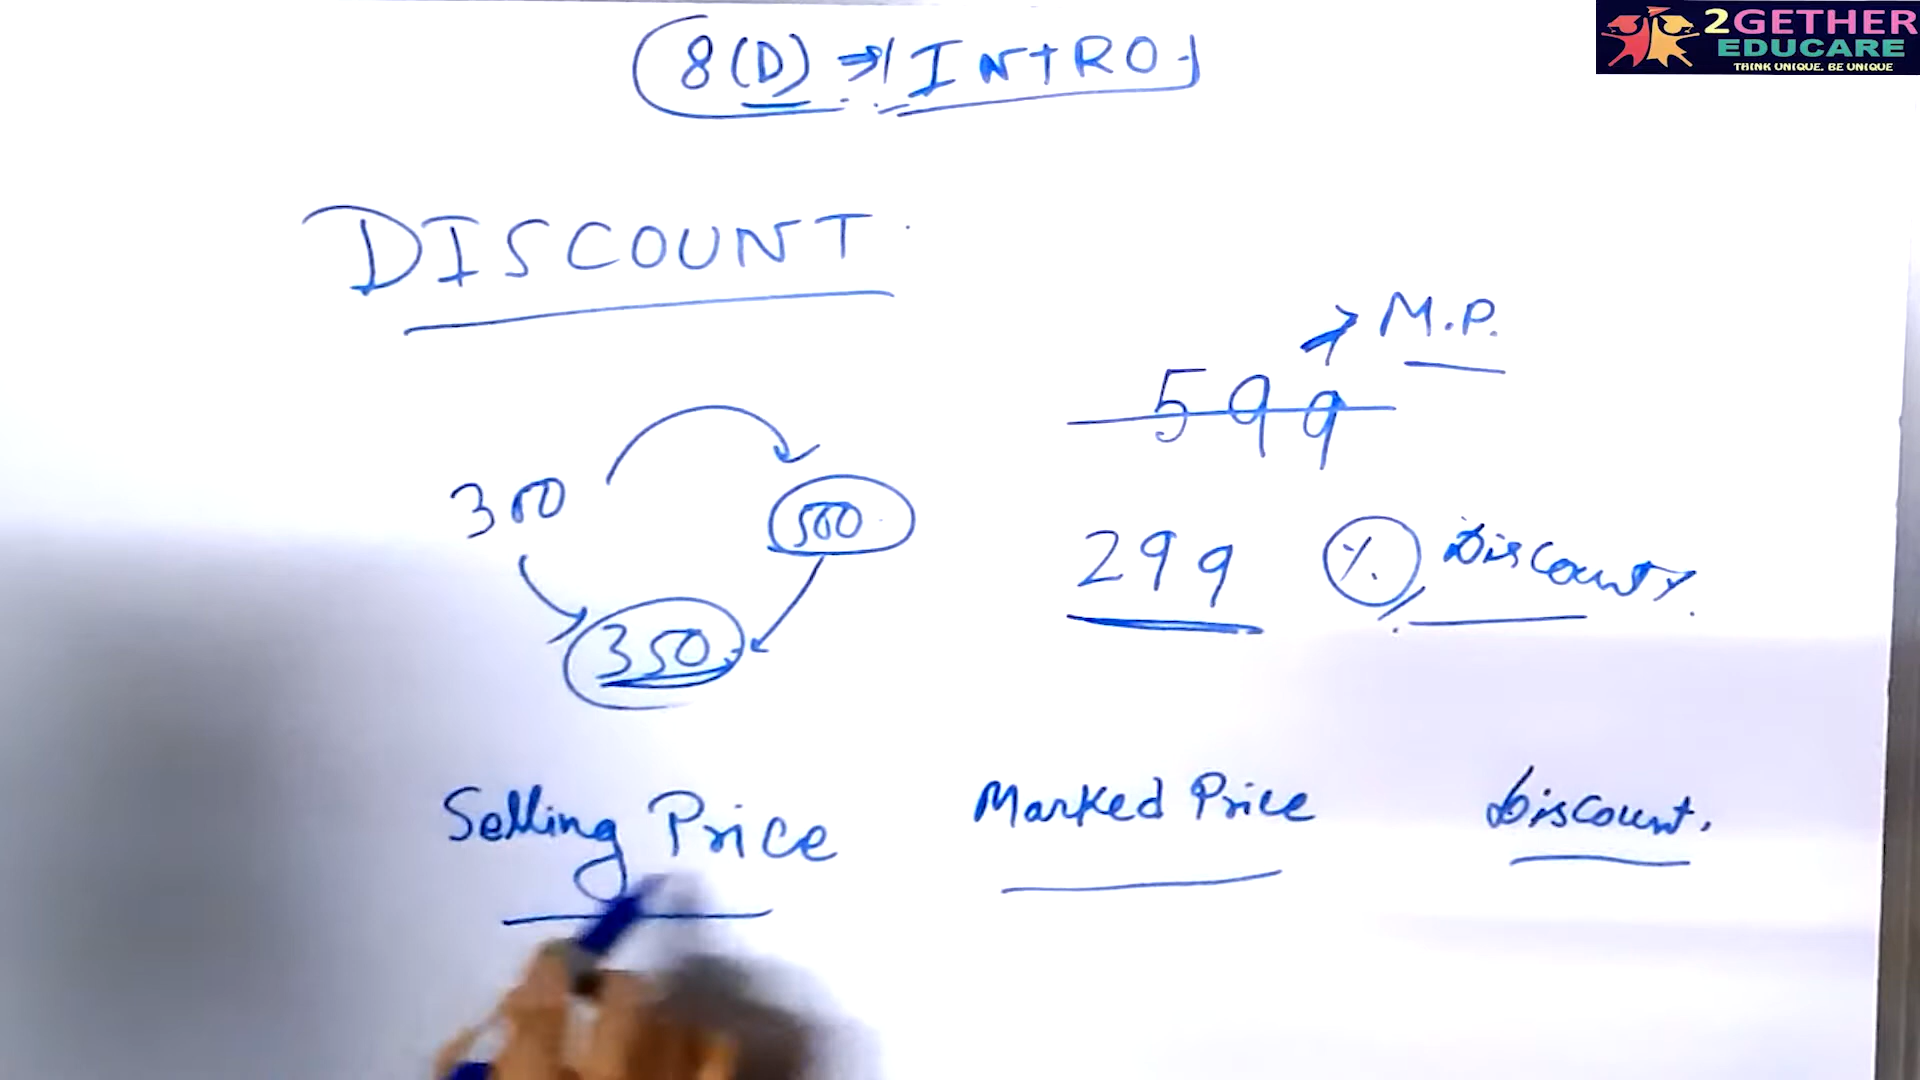 2GETHER
EDUCARE
THINK UNIQUE. BE UNIQUE
8(D) ⇒ INTRO
DISCOUNT
M.P.
599
300
500
299 % Discount
350
Selling Price Marked Price Discount.